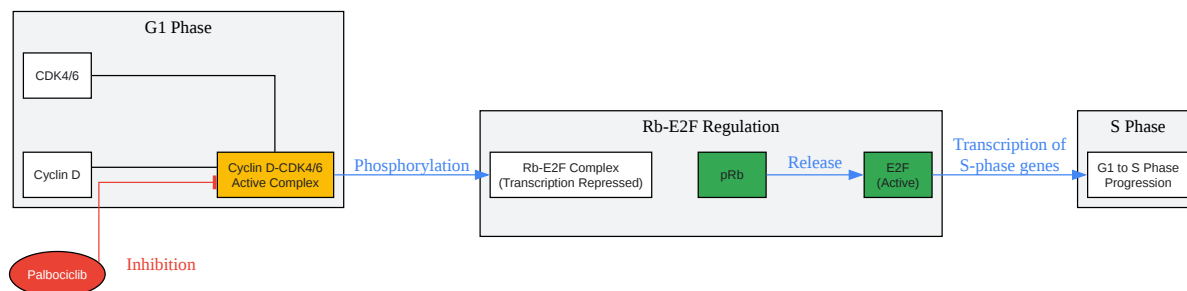 G1 Phase
CDK4/6
Cyclin D
Cyclin D-CDK4/6
Active Complex
Palbociclib
Inhibition
Phosphorylation
Rb-E2F Regulation
Rb-E2F Complex
(Transcription Repressed)
pRb
Release
E2F
(Active)
Transcription of
S-phase genes
S Phase
G1 to S Phase
Progression